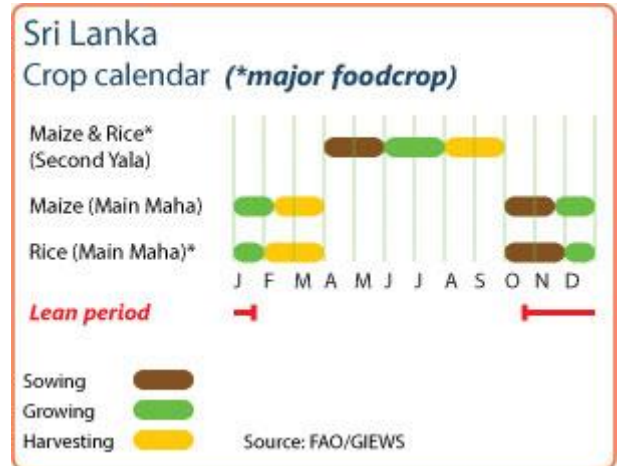 Sri Lanka
Crop calendar (*major foodcrop)
Maize & Rice*
(Second Yala)
Maize (Main Maha)
Rice (Main Maha)*
J F M A M J J A S O N D
Lean period
Sowing
Growing
Harvesting Source: FAO/GIEWS